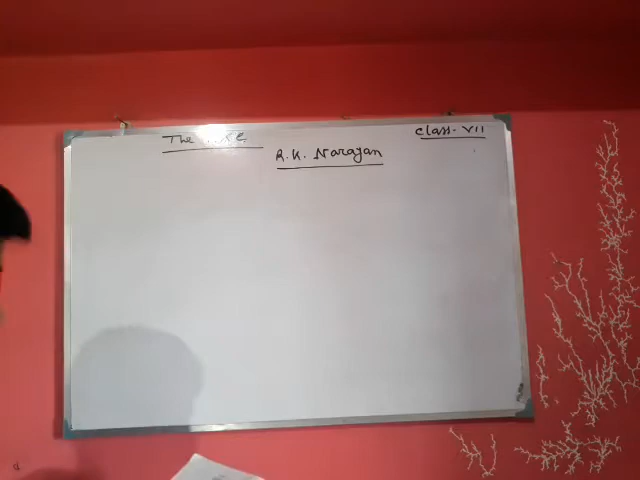 The
Class- VII
R.K. Narayan